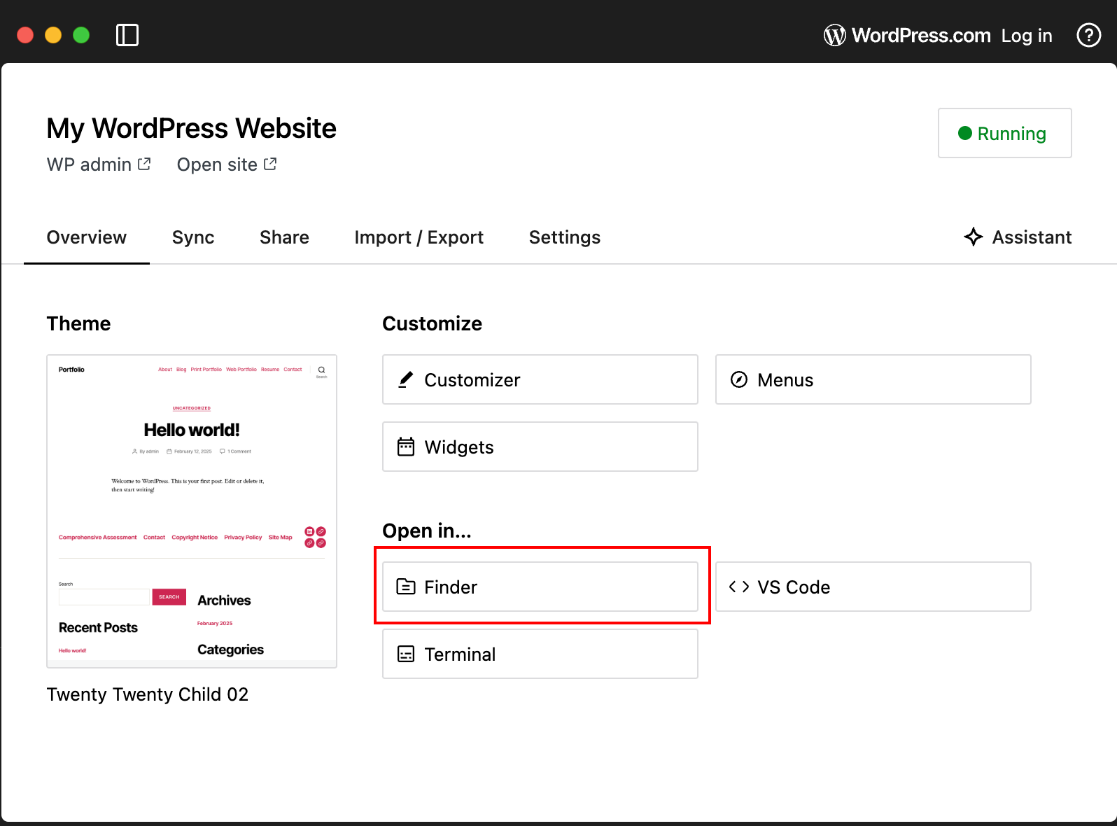 WordPress.com Log in
My WordPress Website
Running
WP admin Open site
Overview Sync Share Import / Export Settings Assistant
Theme
Portfolio
About Blog Print Portfolio Web Portfolio Resume Contact
Search
UNCATEGORIZED
Hello world!
By admin February 12, 2025 1 Comment
Welcome to WordPress. This is your first post. Edit or delete it,
then start writing!
Comprehensive Assessment Contact Copyright Notice Privacy Policy Site Map
Search
SEARCH
Recent Posts
Hello world!
Archives
February 2025
Categories
Twenty Twenty Child 02
Customize
Customizer Menus
Widgets
Open in...
Finder VS Code
Terminal